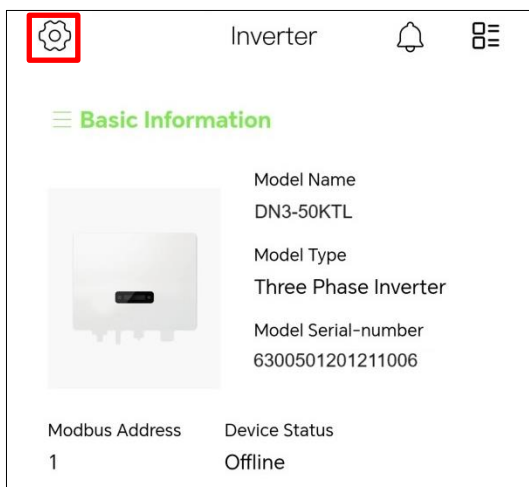 Inverter
Basic Information
Model Name
DN3-50KTL
Model Type
Three Phase Inverter
Model Serial-number
6300501201211006
Modbus Address
Device Status
1
Offline